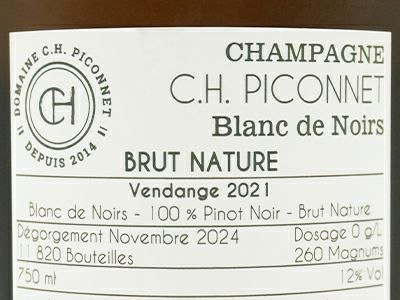 DOMAINE C.H. PICONNET
CH
DEPUIS 2014
CHAMPAGNE
C.H. PICONNET
Blanc de Noirs
BRUT NATURE
Vendange 2021
Blanc de Noirs - 100 % Pinot Noir - Brut Nature
Dégorgement Novembre 2024 Dosage 0 g/L
11 820 Bouteilles 260 Magnums
750 ml 12% Vol